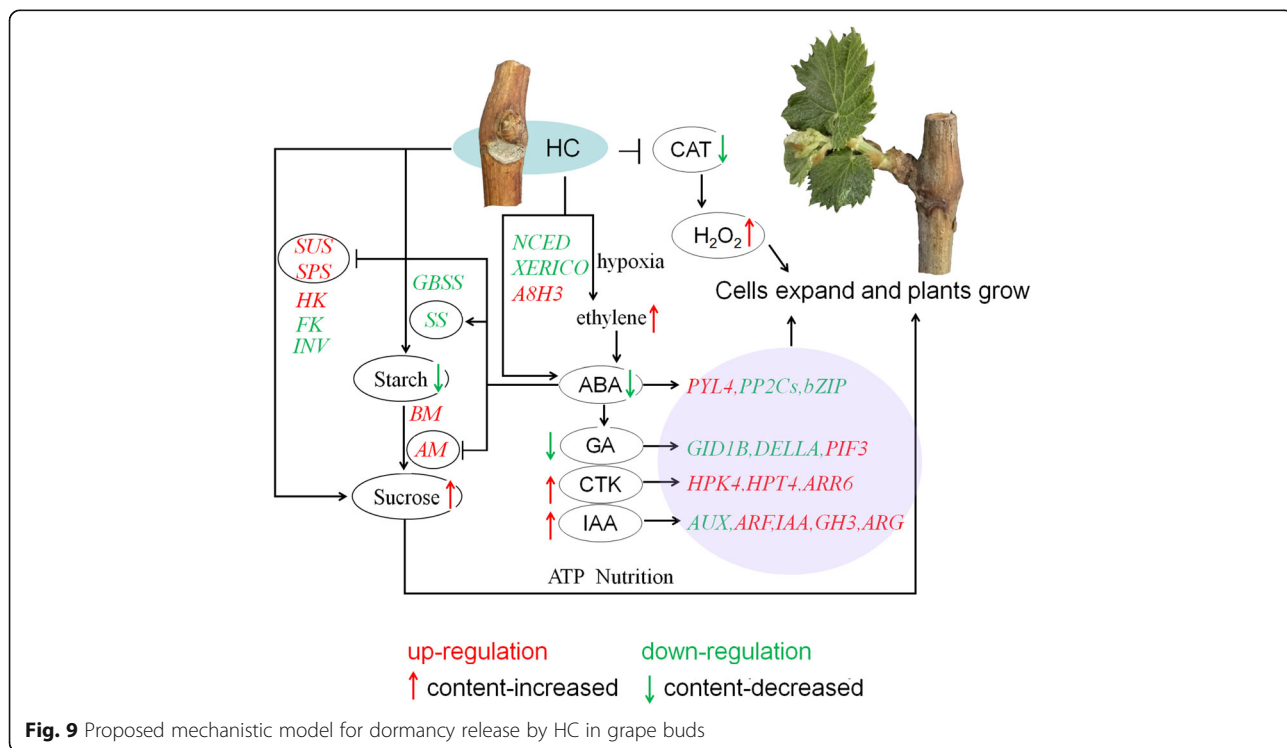 HC
CAT
H₂O₂
Cells expand and plants grow
SUS
SPS
HK
FK
INV
GBSS
SS
NCED
XERICO
A8H3
hypoxia
ethylene
Starch
BM
AM
Sucrose
ABA
PYL4,PP2Cs,bZIP
GA
GID1B,DELLA,PIF3
CTK
HPK4,HPT4,ARR6
IAA
AUX,ARF,IAA,GH3,ARG
ATP Nutrition
up-regulation
down-regulation
content-increased
content-decreased
Fig. 9 Proposed mechanistic model for dormancy release by HC in grape buds